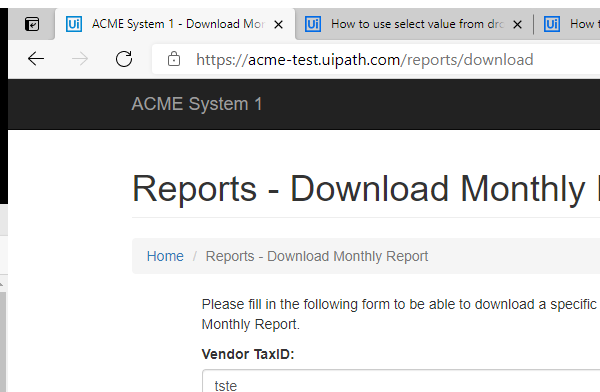 Ui ACME System 1 - Download Mon Ui How to use select value from dro Ui How t
https://acme-test.uipath.com/reports/download
ACME System 1
Reports - Download Monthly
Home / Reports - Download Monthly Report
Please fill in the following form to be able to download a specific
Monthly Report.
Vendor TaxID:
tste